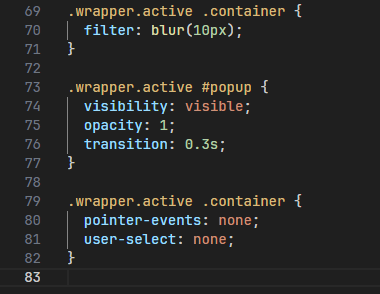 69 .wrapper.active .container {
70   filter: blur(10px);
71 }
72
73 .wrapper.active #popup {
74   visibility: visible;
75   opacity: 1;
76   transition: 0.3s;
77 }
78
79 .wrapper.active .container {
80   pointer-events: none;
81   user-select: none;
82 }
83